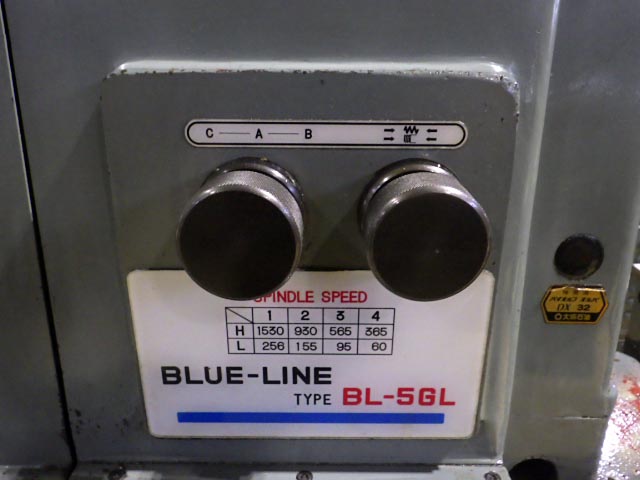 C A B
SPINDLE SPEED
1 2 3 4
H 1530 930 565 365
L 256 155 95 60
BLUE-LINE
TYPE BL-5GL
DX 32